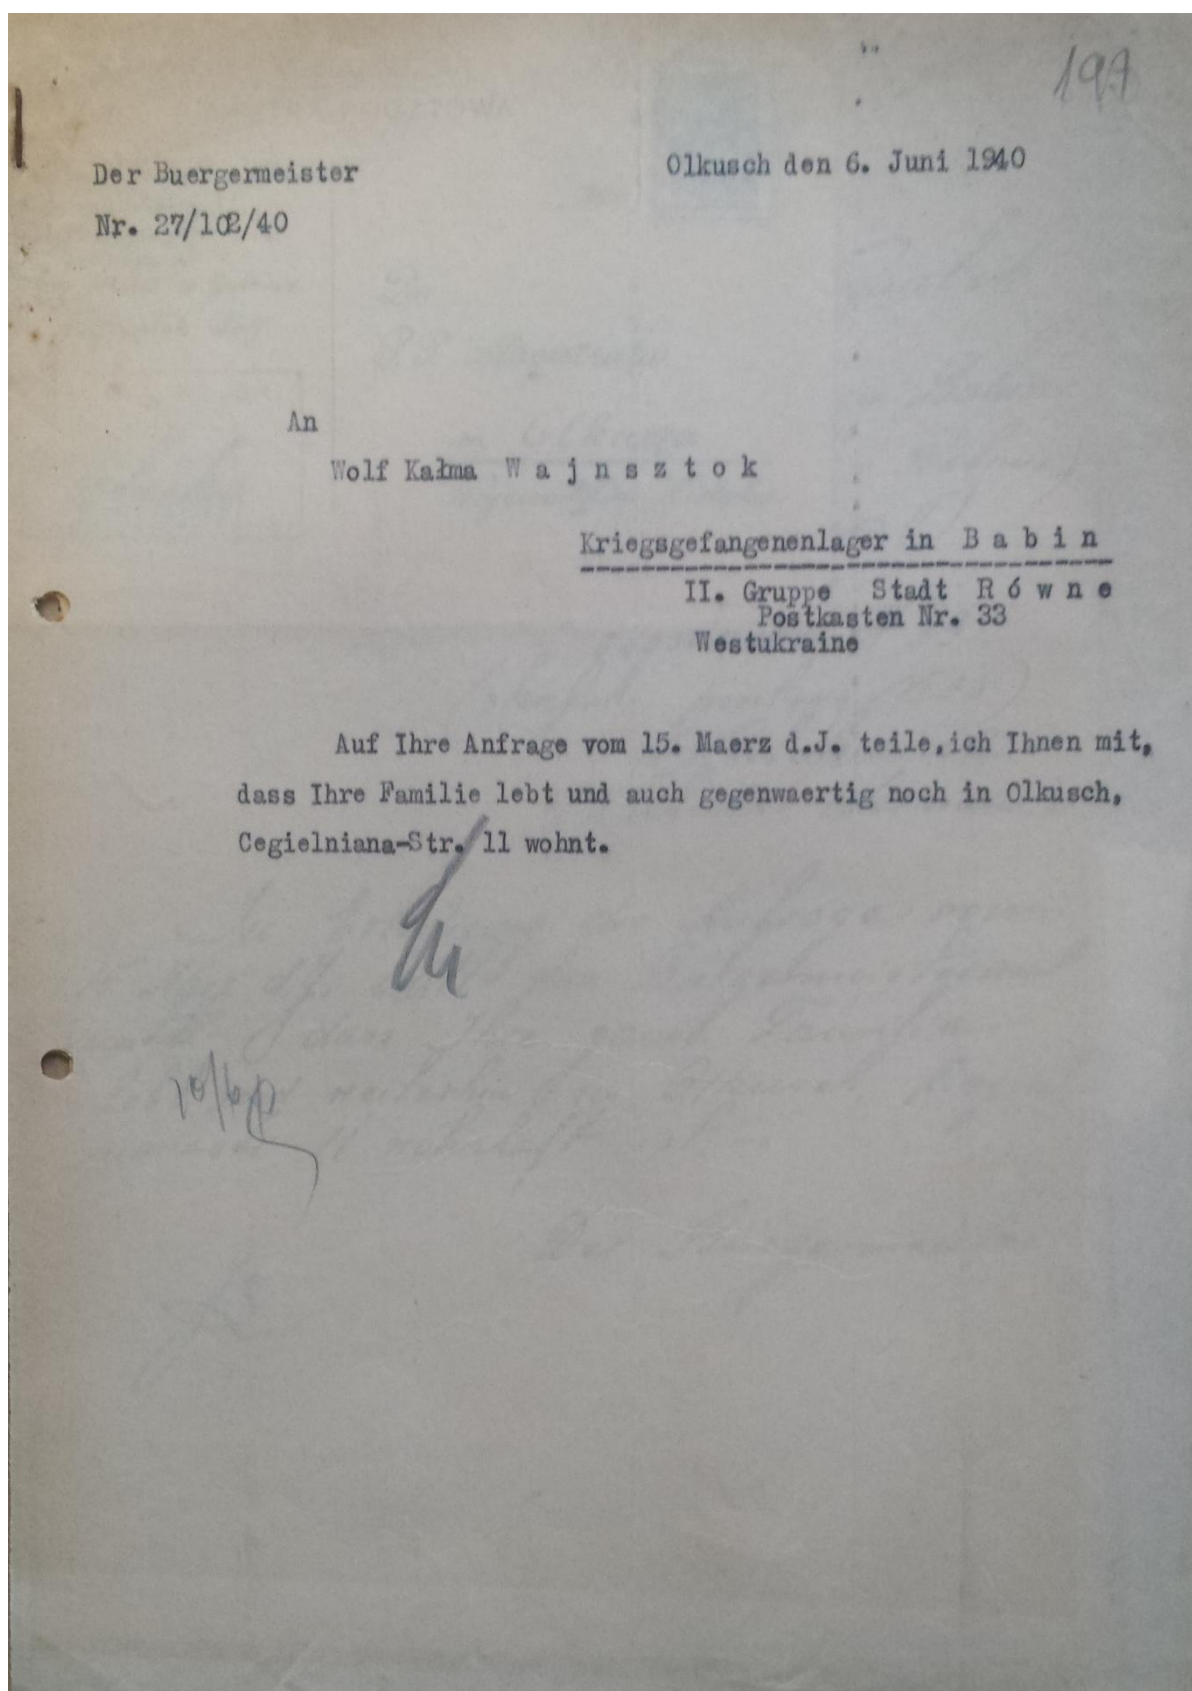 197
Der Buergermeister
Olkusch den 6. Juni 1940
Nr. 27/102/40
An
Wolf Kałma W a j n s z t o k
Kriegsgefangenenlager in B a b i n
II. Gruppe Stadt R ó w n e
Postkasten Nr. 33
Westukraine
Auf Ihre Anfrage vom 15. Maerz d.J. teile,ich Ihnen mit,
dass Ihre Familie lebt und auch gegenwaertig noch in Olkusch,
Cegielniana-Str. 11 wohnt.
10/6